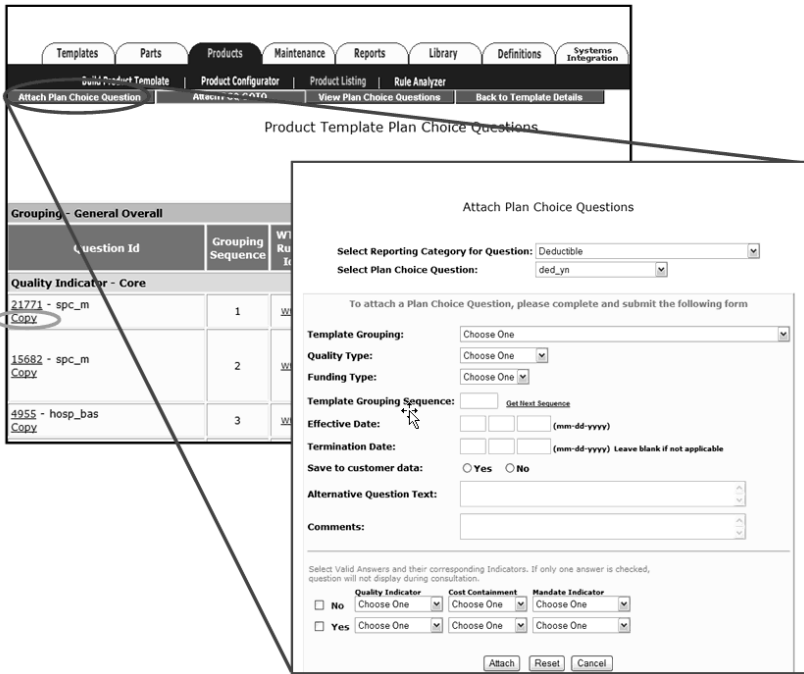 Templates Parts Products Maintenance Reports Library Definitions Systems Integration
Build Product Template | Product Configurator | Product Listing | Rule Analyzer
Attach Plan Choice Question Attach PCQ GOTO View Plan Choice Questions Back to Template Details
Product Template Plan Choice Questions
Grouping - General Overall
Question Id Grouping Sequence
Quality Indicator - Core
21771 - spc_m 1
Copy
15682 - spc_m 2
Copy
4955 - hosp_bas 3
Copy
Attach Plan Choice Questions
Select Reporting Category for Question: Deductible
Select Plan Choice Question: ded_yn
To attach a Plan Choice Question, please complete and submit the following form
Template Grouping: Choose One
Quality Type: Choose One
Funding Type: Choose One
Template Grouping Sequence: Get Next Sequence
Effective Date: (mm-dd-yyyy)
Termination Date: (mm-dd-yyyy) Leave blank if not applicable
Save to customer data: Yes No
Alternative Question Text:
Comments:
Select Valid Answers and their corresponding Indicators. If only one answer is checked,
question will not display during consultation.
Quality Indicator Cost Containment Mandate Indicator
No Choose One Choose One Choose One
Yes Choose One Choose One Choose One
Attach Reset Cancel